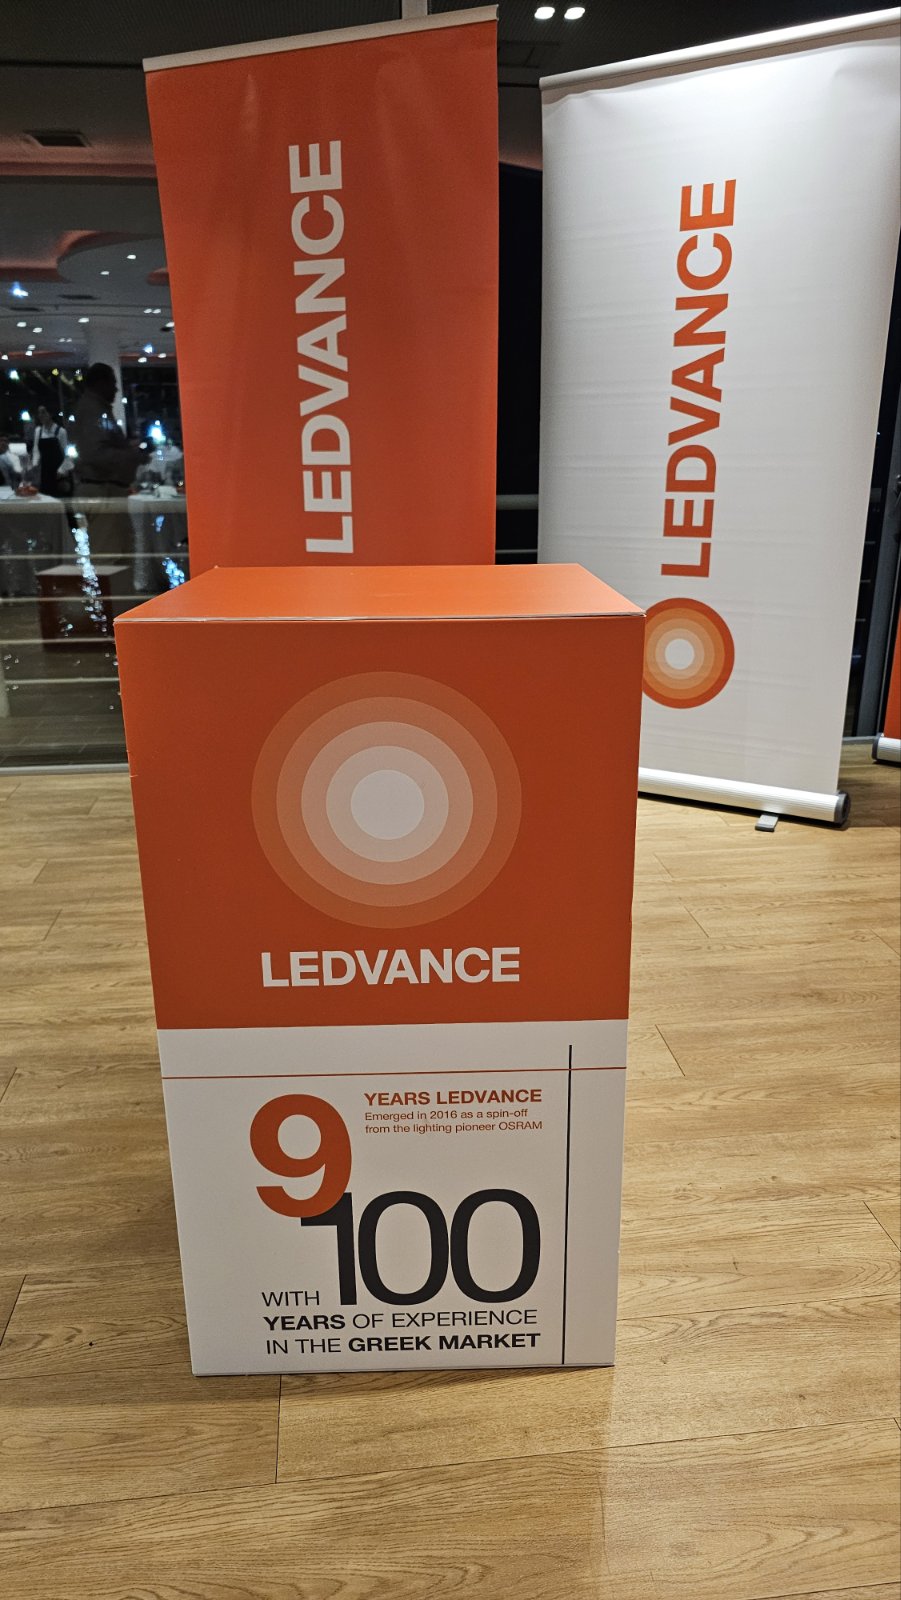 LEDVANCE
LEDVANCE
LEDVANCE
9 YEARS LEDVANCE
Emerged in 2016 as a spin-off
from the lighting pioneer OSRAM
WITH 100
YEARS OF EXPERIENCE
IN THE GREEK MARKET